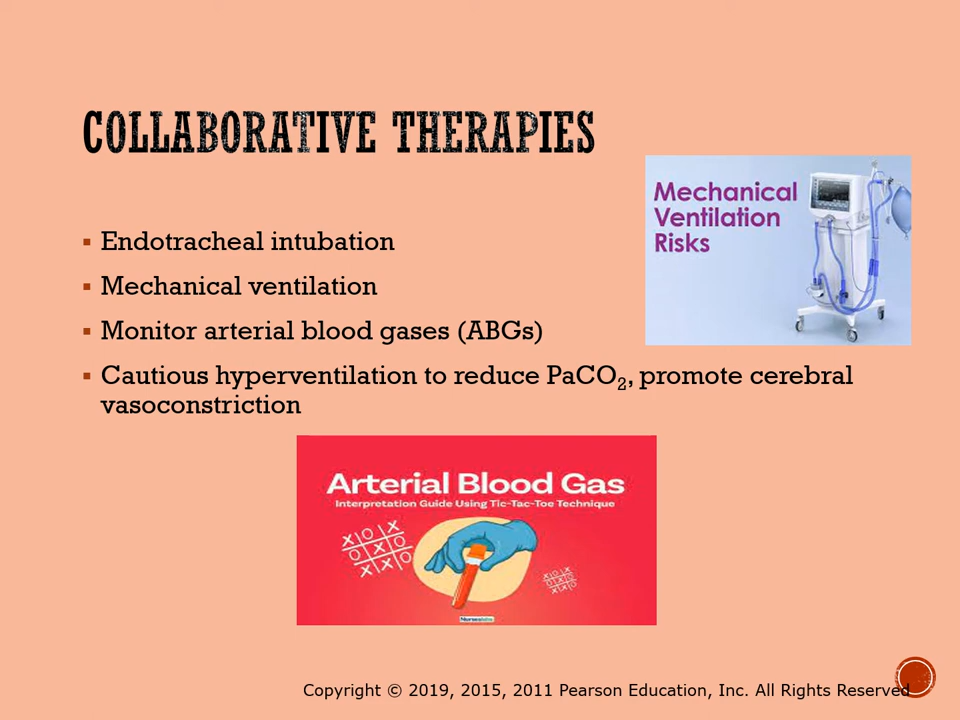 COLLABORATIVE THERAPIES
Mechanical
Ventilation
Risks
▪ Endotracheal intubation
▪ Mechanical ventilation
▪ Monitor arterial blood gases (ABGs)
▪ Cautious hyperventilation to reduce PaCO₂, promote cerebral
vasoconstriction
Arterial Blood Gas
Interpretation Guide Using Tic-Tac-Toe Technique
X O X
O X O
X X O
Nurseslabs
Copyright © 2019, 2015, 2011 Pearson Education, Inc. All Rights Reserved